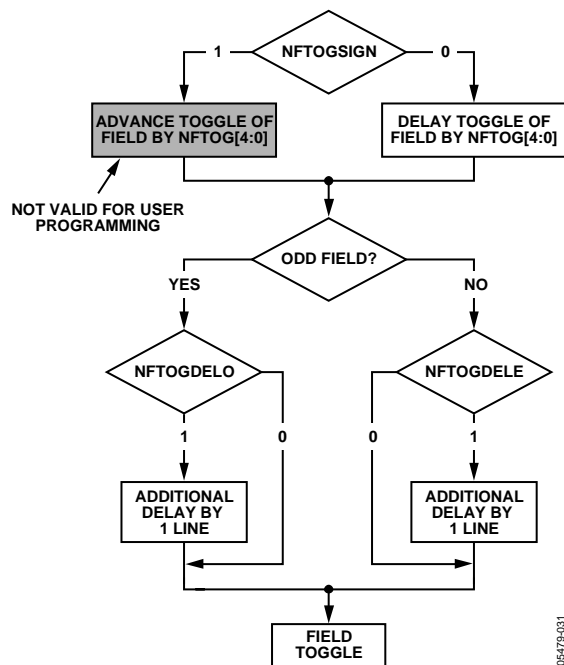 NFTOGSIGN
1
0
ADVANCE TOGGLE OF
FIELD BY NFTOG[4:0]
DELAY TOGGLE OF
FIELD BY NFTOG[4:0]
NOT VALID FOR USER
PROGRAMMING
ODD FIELD?
YES
NO
NFTOGDELO
NFTOGDELE
1
0
0
1
ADDITIONAL
DELAY BY
1 LINE
ADDITIONAL
DELAY BY
1 LINE
FIELD
TOGGLE
05479-031